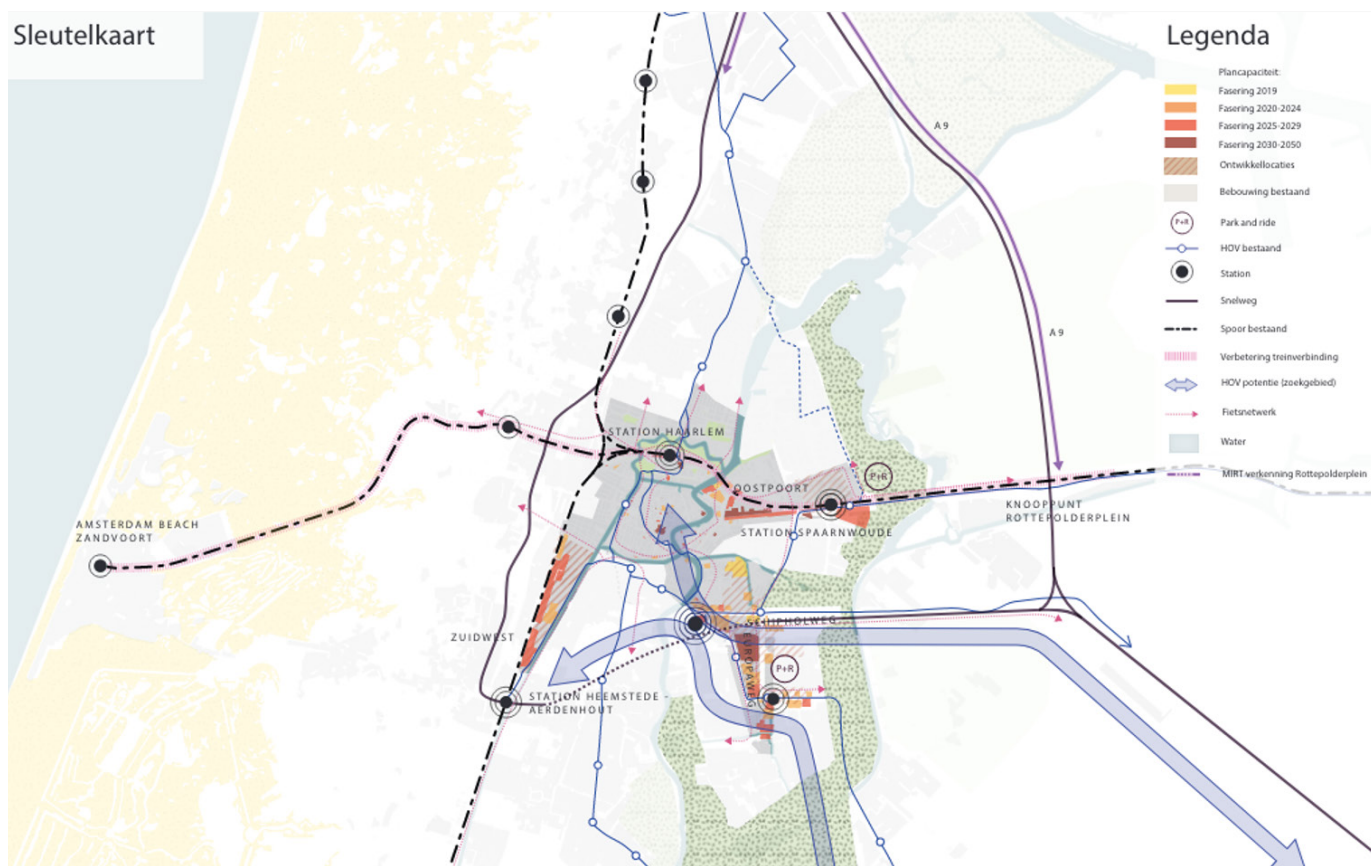 Sleutelkaart
Legenda
Plancapaciteit:
Fasering 2019
Fasering 2020-2024
Fasering 2025-2029
Fasering 2030-2050
Ontwikkellocaties
Bebouwing bestaand
P+R Park and ride
HOV bestaand
Station
Snelweg
Spoor bestaand
Verbetering treinverbinding
HOV potentie (zoekgebied)
Fietsnetwerk
Water
MIRT verkenning Rottepolderplein
A9
A9
STATION HAARLEM
P+R
OOSTPOORT
STATION SPAARNWOUDE
KNOOPPUNT
ROTTEPOLDERPLEIN
AMSTERDAM BEACH
ZANDVOORT
ZUIDWEST
SCHIPHOLWEG
EUROPAWEG
P+R
STATION HEEMSTEDE -
AERDENHOUT